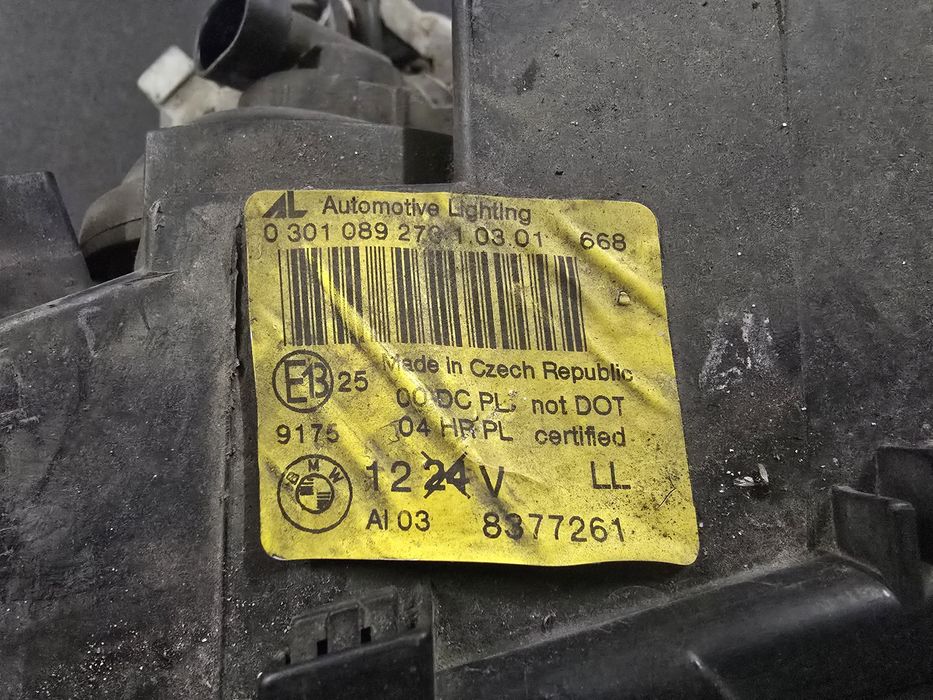 AL Automotive Lighting
0 301 089 273 1.03.01 668
Made in Czech Republic
E13 25
00 DC PL, not DOT
9175 04 HR PL certified
BMW 12 24 V LL
AI 03 8377261